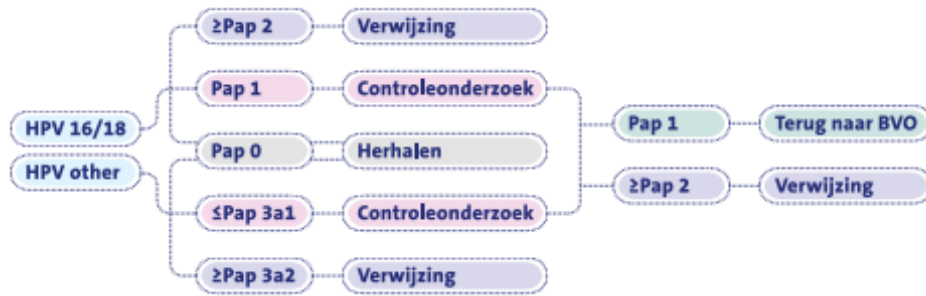 HPV 16/18
HPV other
≥Pap 2
Verwijzing
Pap 1
Controleonderzoek
Pap 0
Herhalen
≤Pap 3a1
Controleonderzoek
≥Pap 3a2
Verwijzing
Pap 1
Terug naar BVO
≥Pap 2
Verwijzing